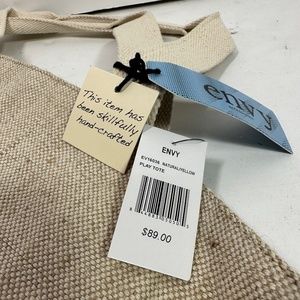 envy
This item has
been skillfully
hand-crafted
ENVY
EV16036 NATURAL/YELLOW
PLAY TOTE
$89.00